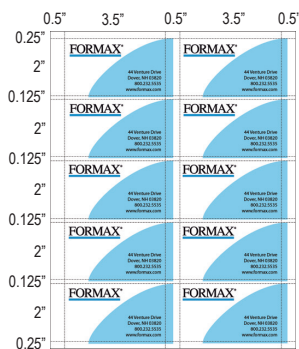 0.5" 3.5" 0.5" 3.5" 0.5"
0.25"
2"
FORMAX®
44 Venture Drive
Dover, NH 03820
800.232.5535
www.formax.com
FORMAX®
44 Venture Drive
Dover, NH 03820
800.232.5535
www.formax.com
0.125"
2"
FORMAX®
44 Venture Drive
Dover, NH 03820
800.232.5535
www.formax.com
FORMAX®
44 Venture Drive
Dover, NH 03820
800.232.5535
www.formax.com
0.125"
2"
FORMAX®
44 Venture Drive
Dover, NH 03820
800.232.5535
www.formax.com
FORMAX®
44 Venture Drive
Dover, NH 03820
800.232.5535
www.formax.com
0.125"
2"
FORMAX®
44 Venture Drive
Dover, NH 03820
800.232.5535
www.formax.com
FORMAX®
44 Venture Drive
Dover, NH 03820
800.232.5535
www.formax.com
0.125"
2"
FORMAX®
44 Venture Drive
Dover, NH 03820
800.232.5535
www.formax.com
FORMAX®
44 Venture Drive
Dover, NH 03820
800.232.5535
www.formax.com
0.25"